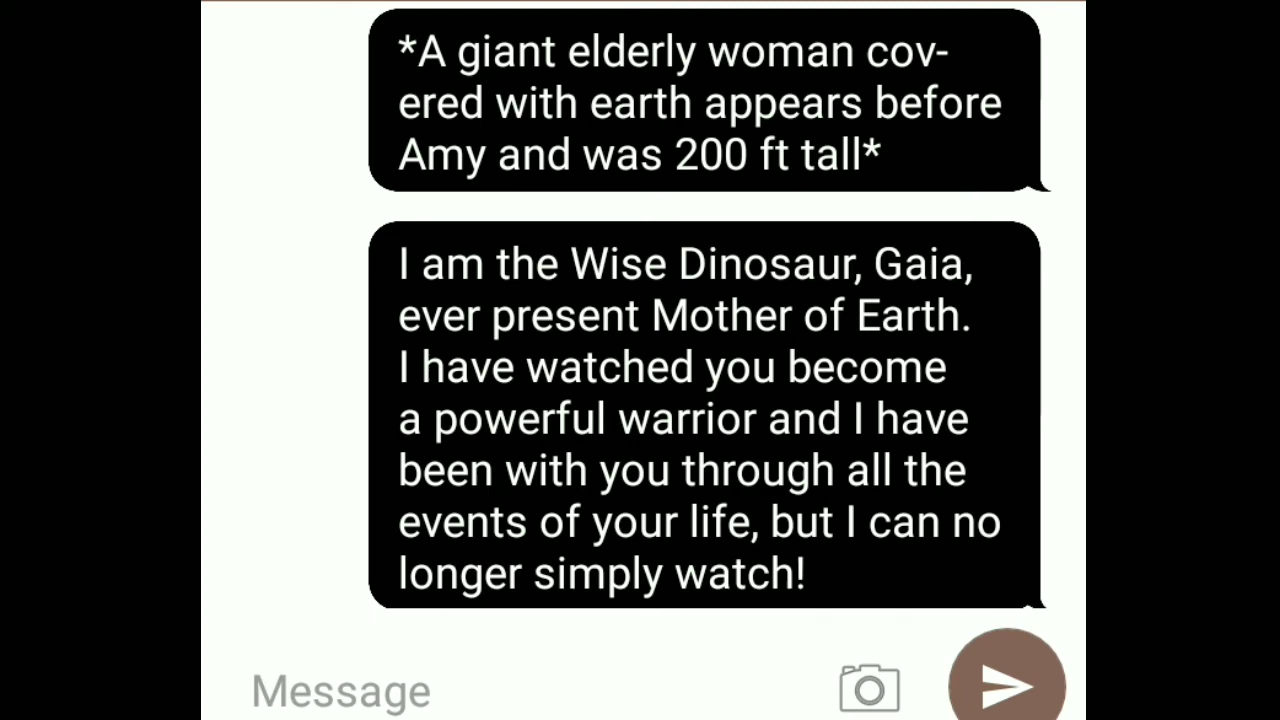 *A giant elderly woman cov-
ered with earth appears before
Amy and was 200 ft tall*
I am the Wise Dinosaur, Gaia,
ever present Mother of Earth.
I have watched you become
a powerful warrior and I have
been with you through all the
events of your life, but I can no
longer simply watch!
Message